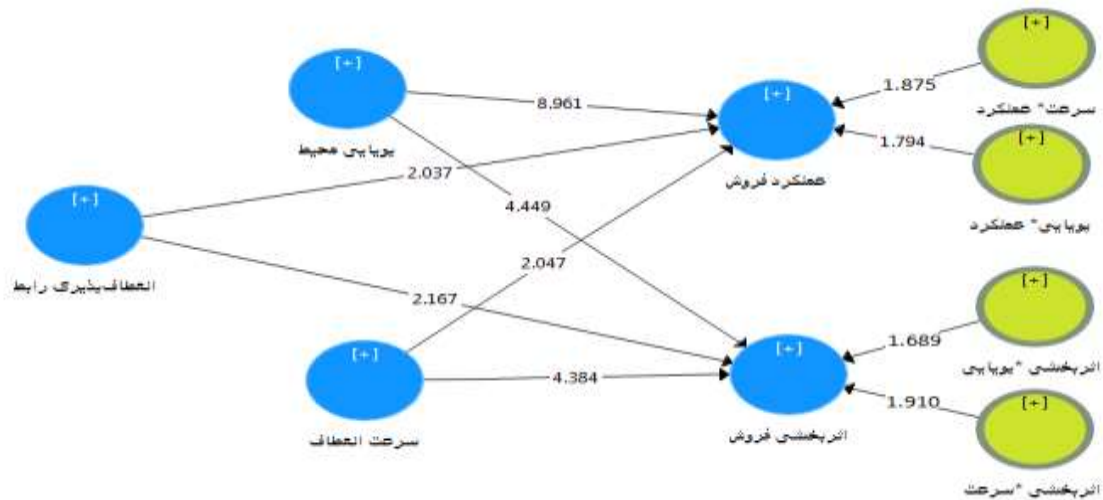 [+]
[+]
[+]
1.875
8.961
سرعت* عملکرد
[+]
پویایی محیط
عملکرد فروش
1.794
2.037
[+]
پویایی* عملکرد
4.449
انعطاف‌پذیری رابط
2.047
[+]
2.167
[+]
[+]
1.689
4.384
اثربخشی *پویایی
[+]
1.910
سرعت انعطاف
اثربخشی فروش
اثربخشی *سرعت